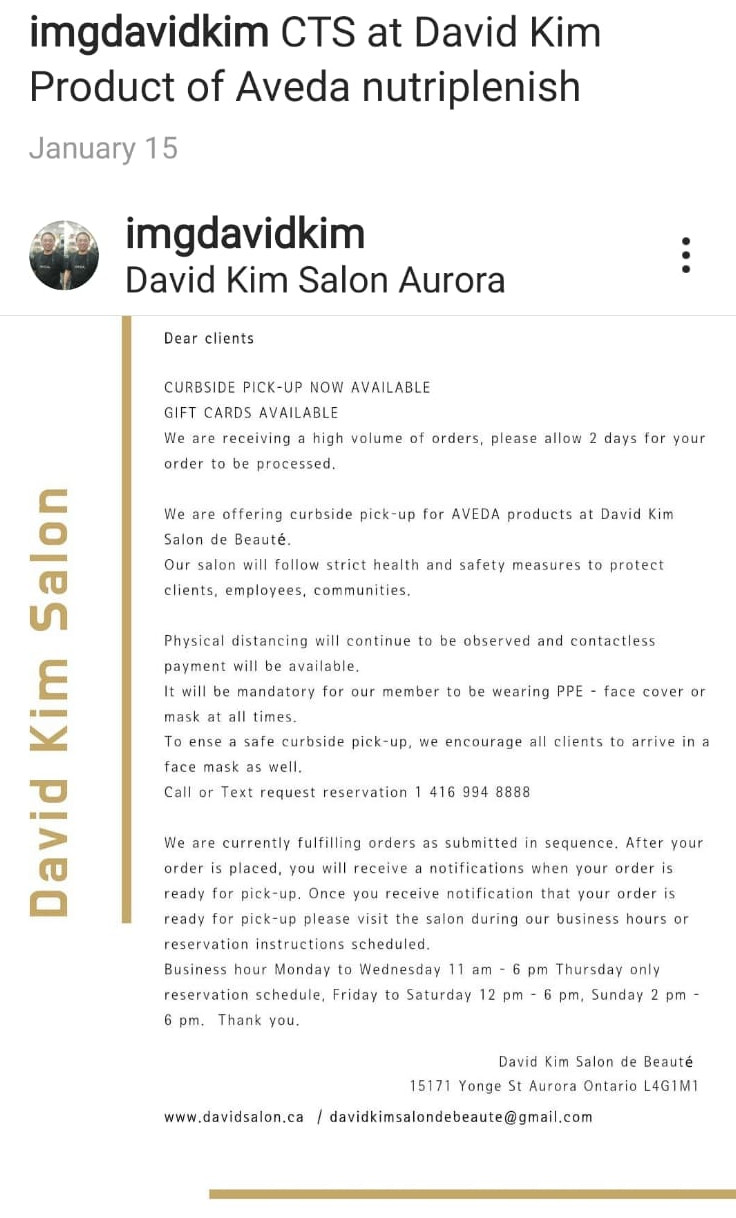 imgdavidkim CTS at David Kim
Product of Aveda nutriplenish
January 15
imgdavidkim
David Kim Salon Aurora
David Kim Salon
Dear clients
CURBSIDE PICK-UP NOW AVAILABLE
GIFT CARDS AVAILABLE
We are receiving a high volume of orders, please allow 2 days for your
order to be processed.
We are offering curbside pick-up for AVEDA products at David Kim
Salon de Beauté.
Our salon will follow strict health and safety measures to protect
clients, employees, communities.
Physical distancing will continue to be observed and contactless
payment will be available.
It will be mandatory for our member to be wearing PPE - face cover or
mask at all times.
To ense a safe curbside pick-up, we encourage all clients to arrive in a
face mask as well.
Call or Text request reservation 1 416 994 8888
We are currently fulfilling orders as submitted in sequence. After your
order is placed, you will receive a notifications when your order is
ready for pick-up. Once you receive notification that your order is
ready for pick-up please visit the salon during our business hours or
reservation instructions scheduled.
Business hour Monday to Wednesday 11 am - 6 pm Thursday only
reservation schedule, Friday to Saturday 12 pm - 6 pm, Sunday 2 pm -
6 pm. Thank you.
David Kim Salon de Beauté
15171 Yonge St Aurora Ontario L4G1M1
www.davidsalon.ca / davidkimsalondebeaute@gmail.com